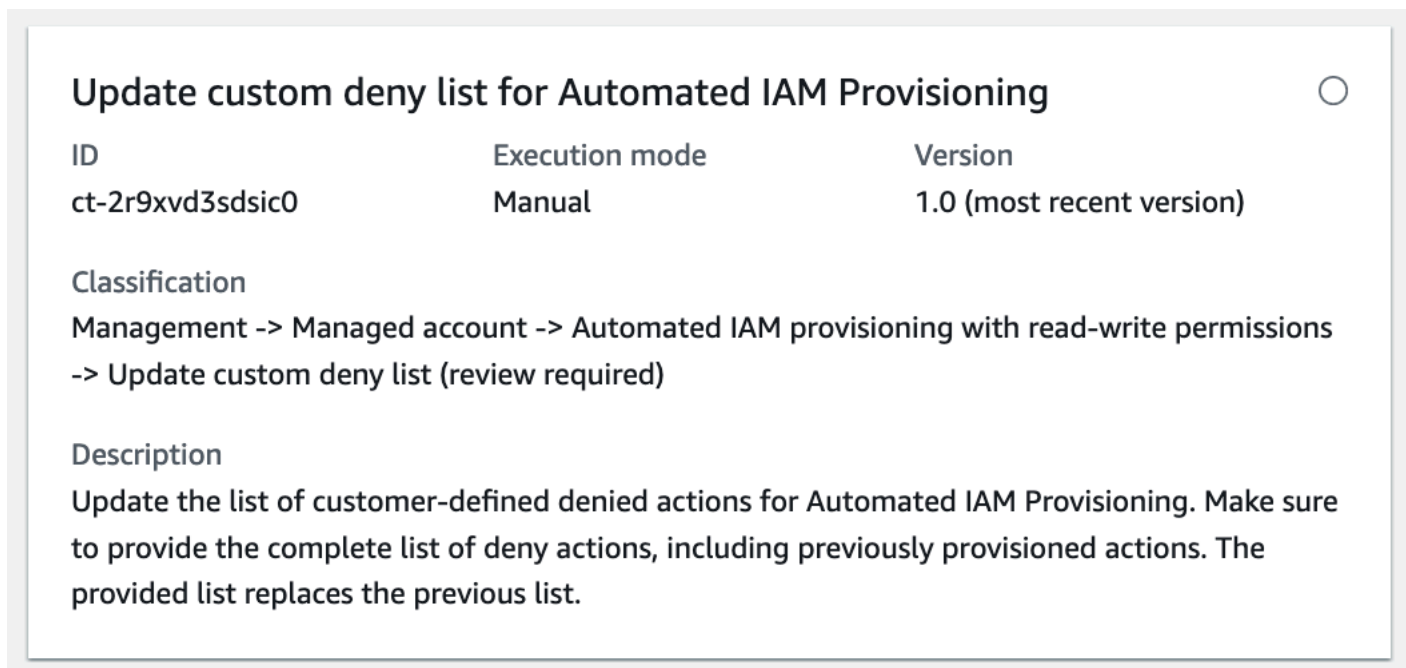 Update custom deny list for Automated IAM Provisioning
ID Execution mode Version
ct-2r9xvd3sdsic0 Manual 1.0 (most recent version)
Classification
Management -> Managed account -> Automated IAM provisioning with read-write permissions
-> Update custom deny list (review required)
Description
Update the list of customer-defined denied actions for Automated IAM Provisioning. Make sure
to provide the complete list of deny actions, including previously provisioned actions. The
provided list replaces the previous list.